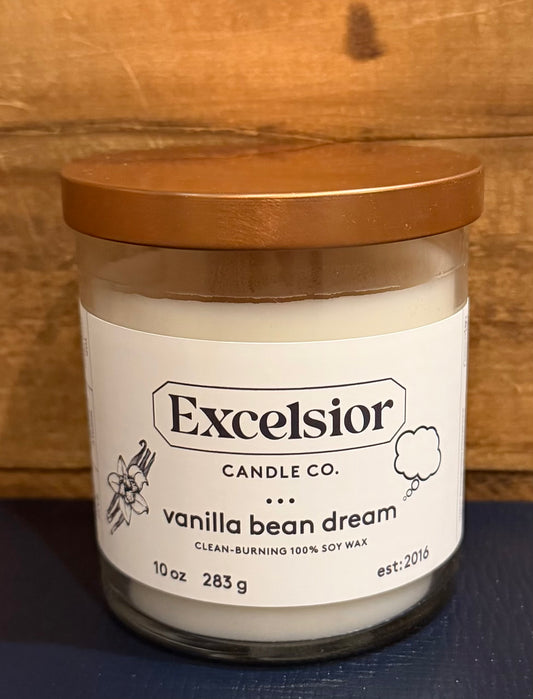 Excelsior
CANDLE CO.
•••
vanilla bean dream
CLEAN-BURNING 100% SOY WAX
10 oz 283 g
est: 2016